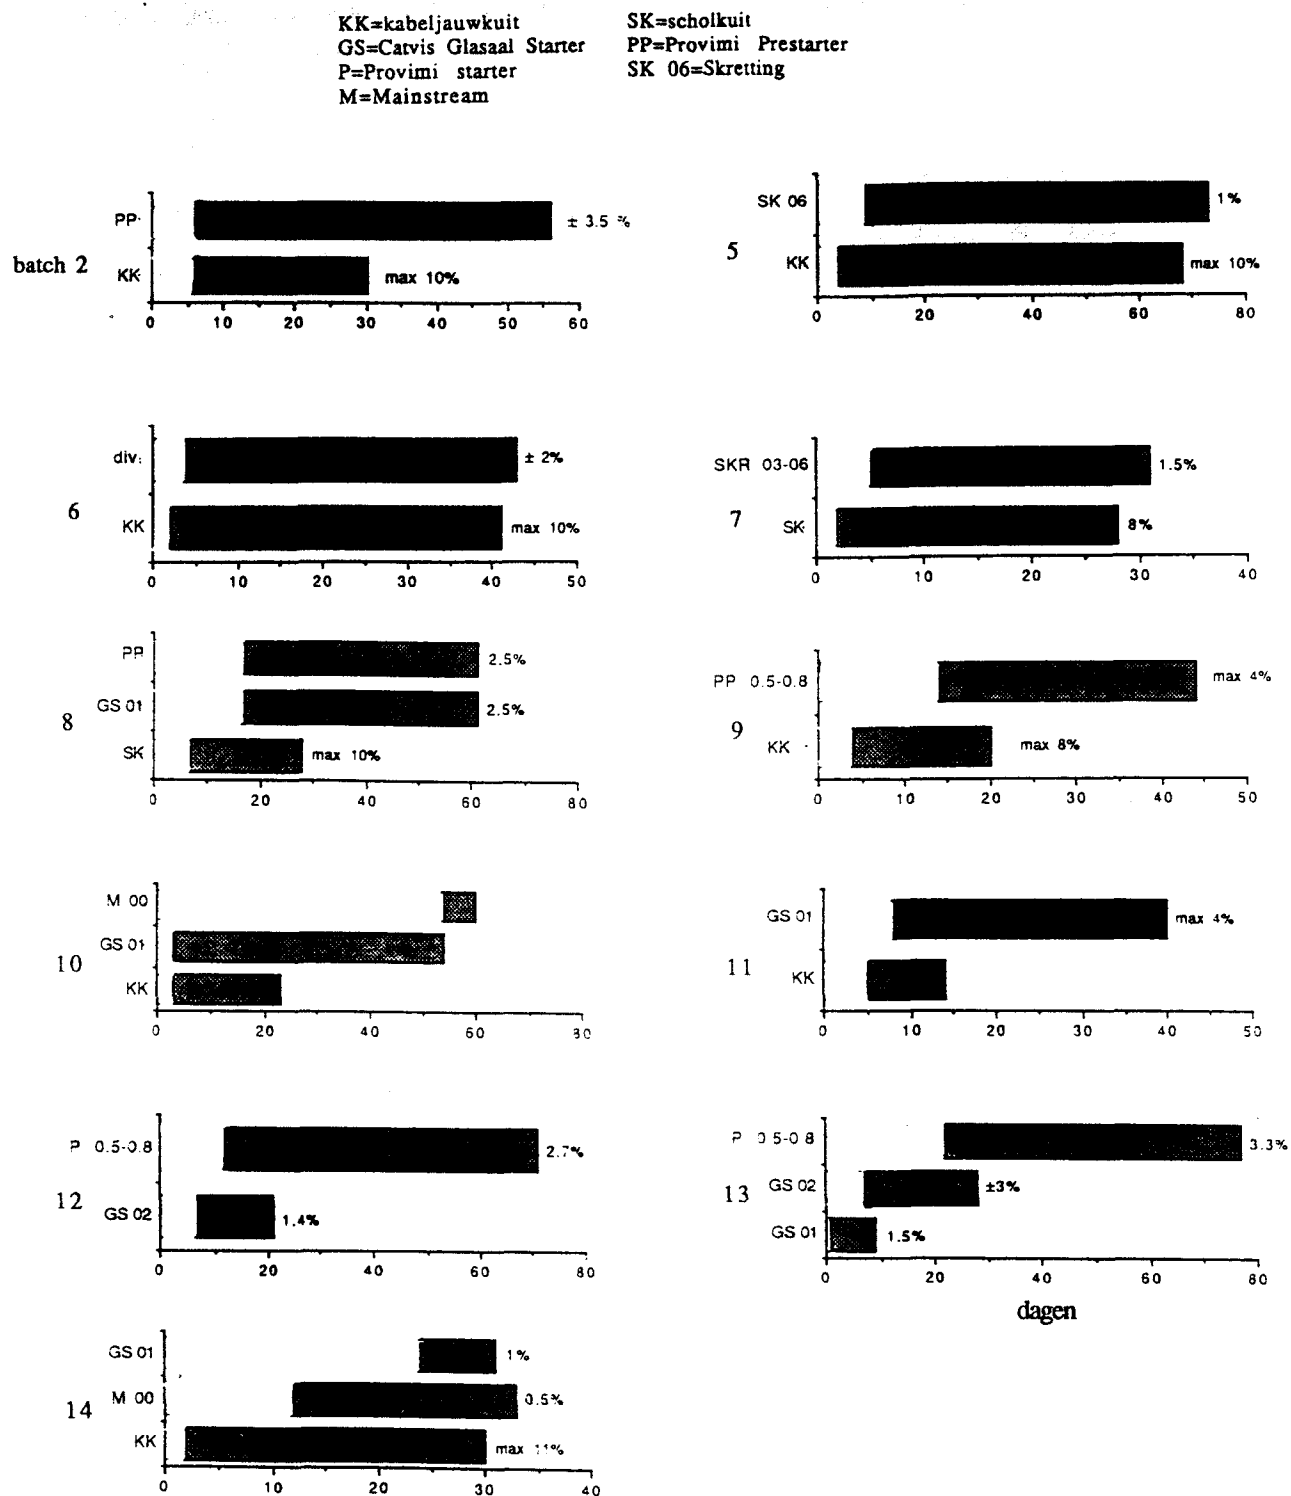 KK=kabeljauwkuit SK=scholkuit
GS=Catvis Glasaal Starter PP=Provimi Prestarter
P=Provimi starter SK 06=Skretting
M=Mainstream
batch 2
PP
± 3.5 %
KK
max 10%
0 10 20 30 40 50 60
5
SK 06
1%
KK
max 10%
0 20 40 60 80
6
div.
± 2%
KK
max 10%
0 10 20 30 40 50
7
SKR 03-06
1.5%
SK
8%
0 10 20 30 40
8
PP
2.5%
GS 01
2.5%
SK
max 10%
0 20 40 60 80
9
PP 0.5-0.8
max 4%
KK
max 8%
0 10 20 30 40 50
10
M 00
GS 01
KK
0 20 40 60 80
11
GS 01
max 4%
KK
0 10 20 30 40 50
12
P 0.5-0.8
2.7%
GS 02
1.4%
0 20 40 60 80
13
P 0.5-0.8
3.3%
GS 02
±3%
GS 01
1.5%
0 20 40 60 80
dagen
14
GS 01
1%
M 00
0.5%
KK
max 11%
0 10 20 30 40